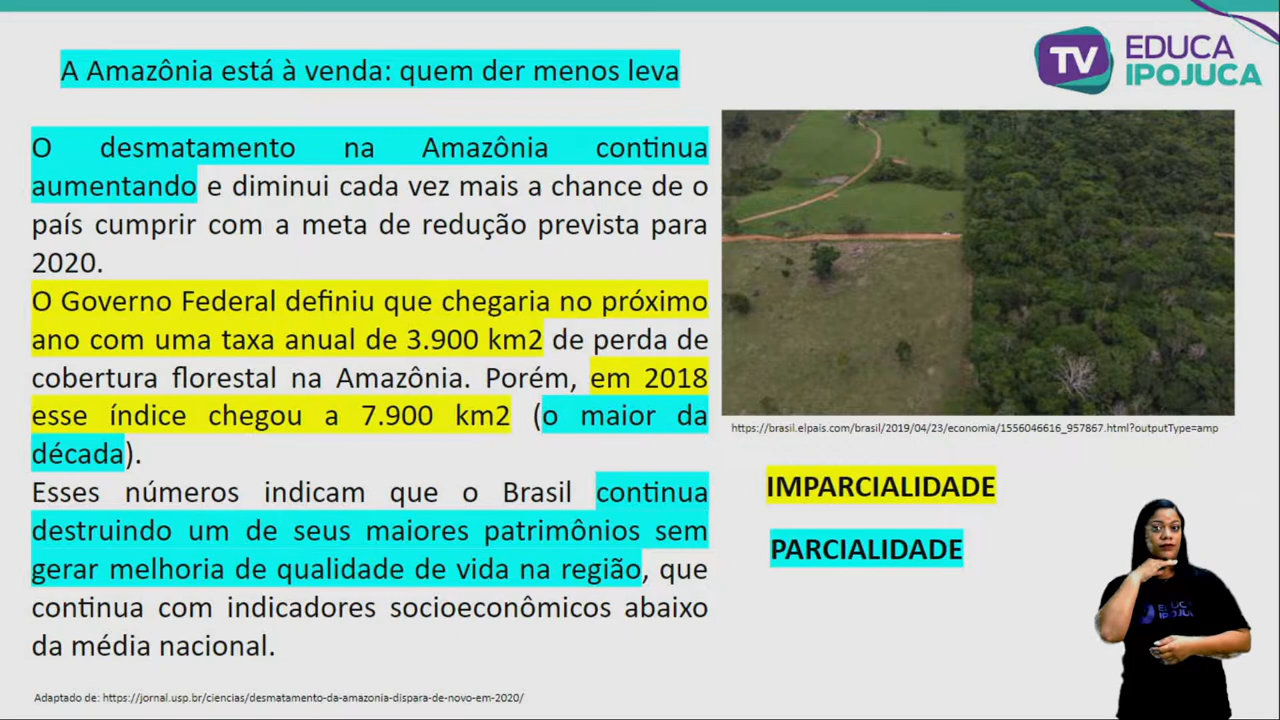 A Amazônia está à venda: quem der menos leva
TV EDUCA
IPOJUCA
O desmatamento na Amazônia continua
aumentando e diminui cada vez mais a chance de o
país cumprir com a meta de redução prevista para
2020.
O Governo Federal definiu que chegaria no próximo
ano com uma taxa anual de 3.900 km2 de perda de
cobertura florestal na Amazônia. Porém, em 2018
esse índice chegou a 7.900 km2 (o maior da
década).
Esses números indicam que o Brasil continua
destruindo um de seus maiores patrimônios sem
gerar melhoria de qualidade de vida na região, que
continua com indicadores socioeconômicos abaixo
da média nacional.
Adaptado de: https://jornal.usp.br/ciencias/desmatamento-da-amazonia-dispara-de-novo-em-2020/
https://brasil.elpais.com/brasil/2019/04/23/economia/1556046616_957867.html?outputType=amp
IMPARCIALIDADE
PARCIALIDADE
EDUCA
IPOJUCA